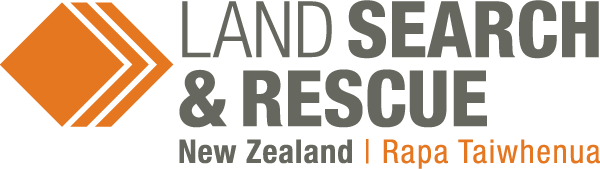 LAND SEARCH
& RESCUE
New Zealand | Rapa Taiwhenua